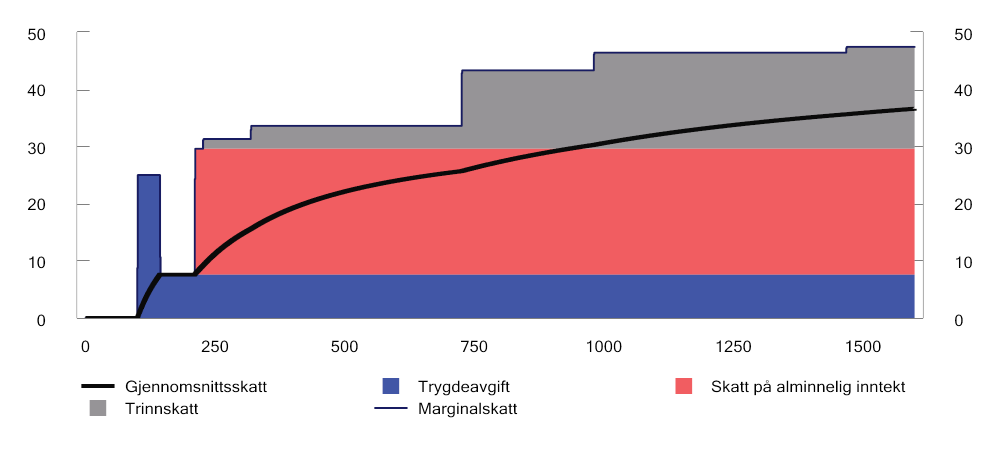 50 50
40 40
30 30
20 20
10 10
0 0
0 250 500 750 1000 1250 1500
Gjennomsnittsskatt Trygdeavgift Skatt på alminnelig inntekt
Trinnskatt Marginalskatt